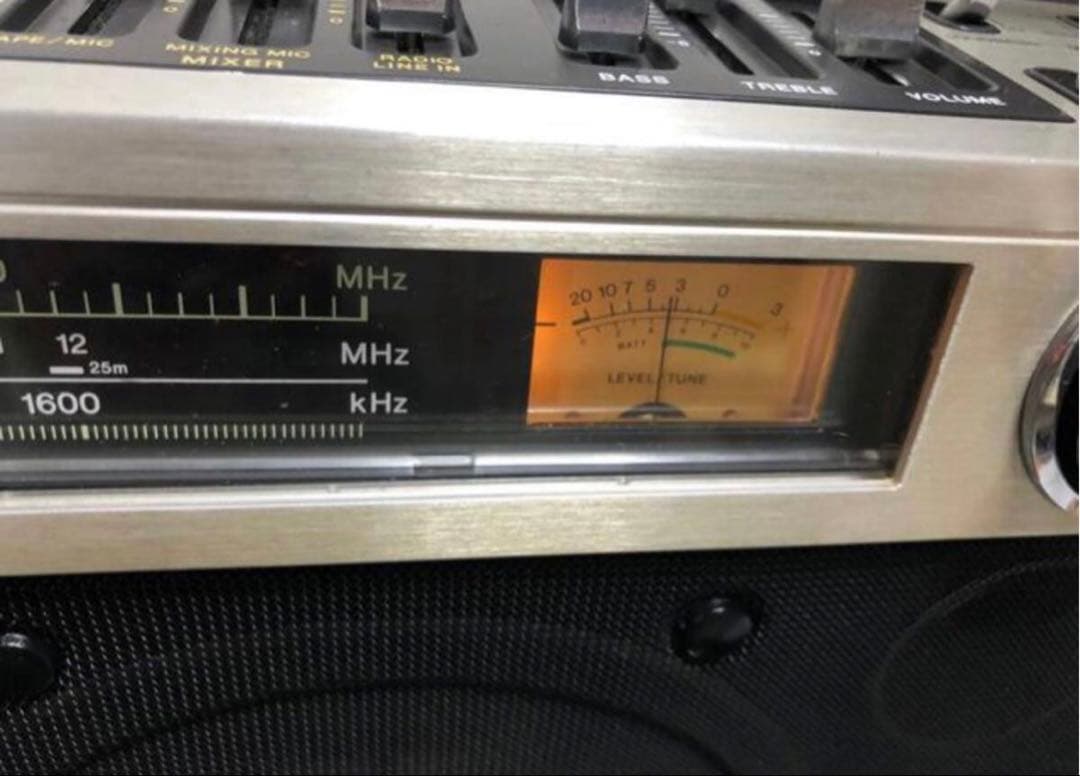 TAPE/MIC
MIXING MIC
MIXER
RADIO
LINE IN
BASS
TREBLE
VOLUME
0 MHz
12 MHz
25m
1600 kHz
20 10 7 5 3 0 3
BATT
LEVEL/TUNE